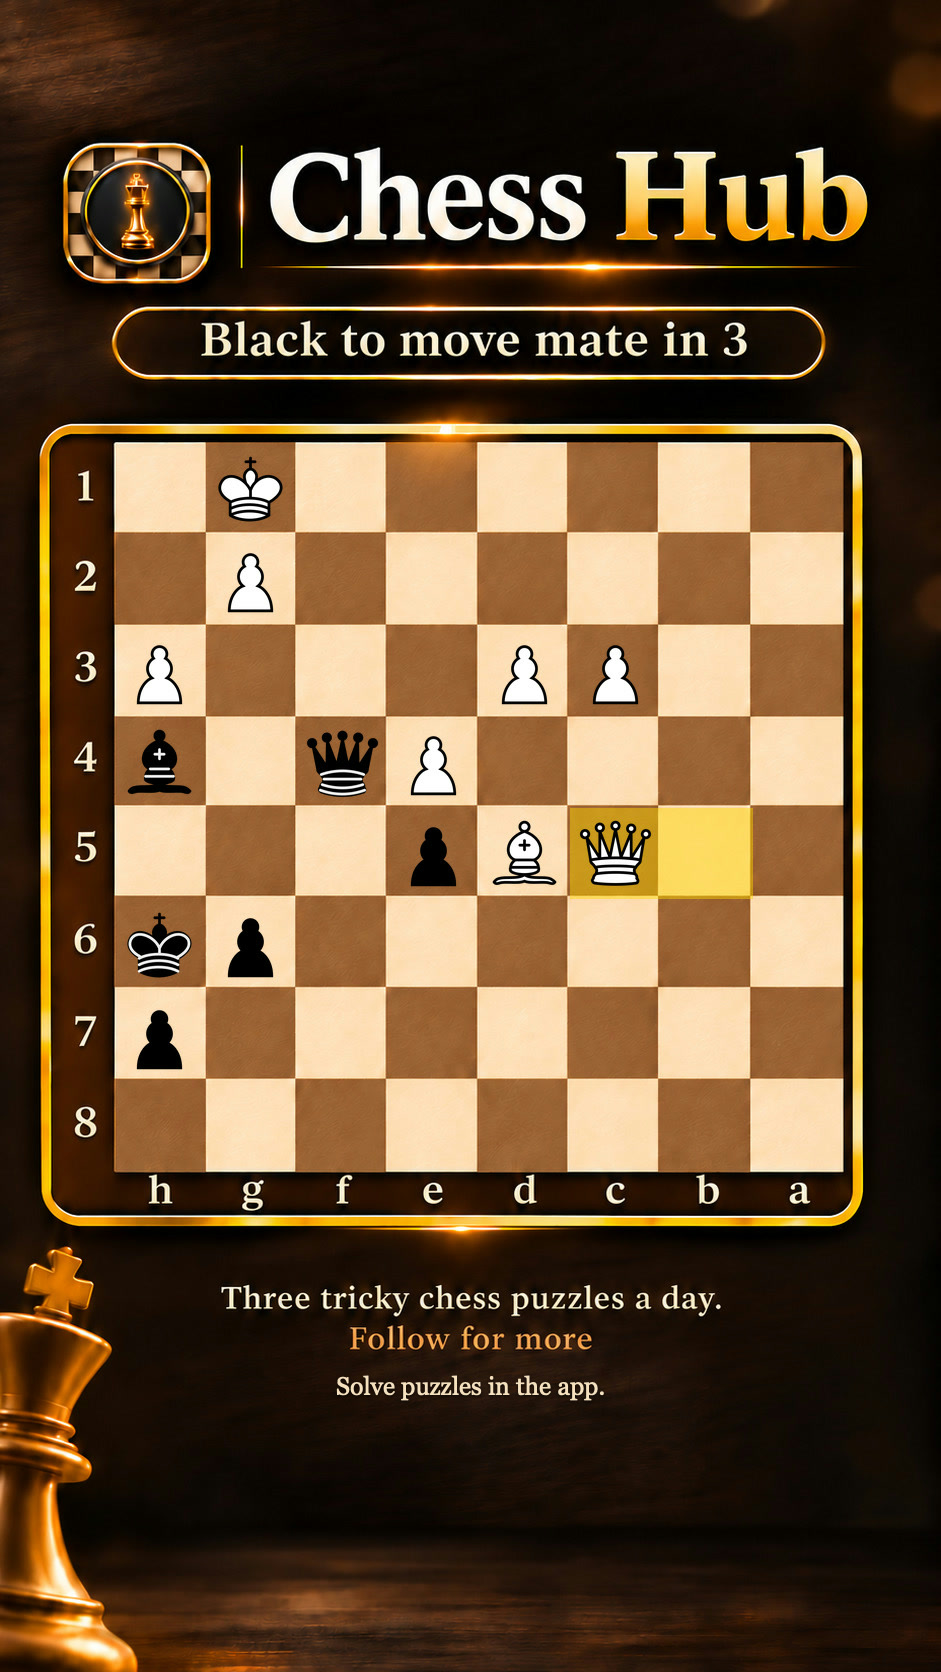 Chess Hub
Black to move mate in 3
1
2
3
4
5
6
7
8
h g f e d c b a
Three tricky chess puzzles a day.
Follow for more
Solve puzzles in the app.